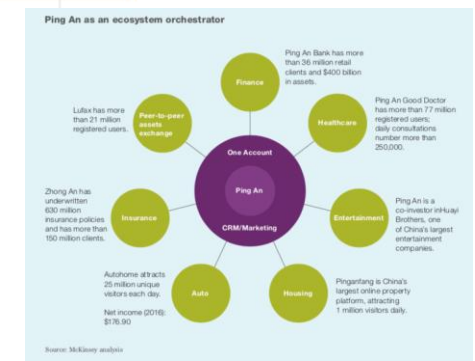 Ping An as an ecosystem orchestrator
Ping An Bank has more
than 36 million retail
clients and $400 billion
in assets.
Finance
Lufax has more
than 21 million
registered users.
Peer-to-peer
assets
exchange
Healthcare
Ping An Good Doctor
has more than 77 million
registered users;
daily consultations
number more than
250,000.
One Account
Ping An
CRM/Marketing
Zhong An has
underwritten
630 million
insurance policies
and has more than
150 million clients.
Insurance
Entertainment
Ping An is a
co-investor inHuayi
Brothers, one
of China's largest
entertainment
companies.
Autohome attracts
25 million unique
visitors each day.
Net income (2016):
$176.90
Auto
Housing
Pinganfang is China's
largest online property
platform, attracting
1 million visitors daily.
Source: McKinsey analysis